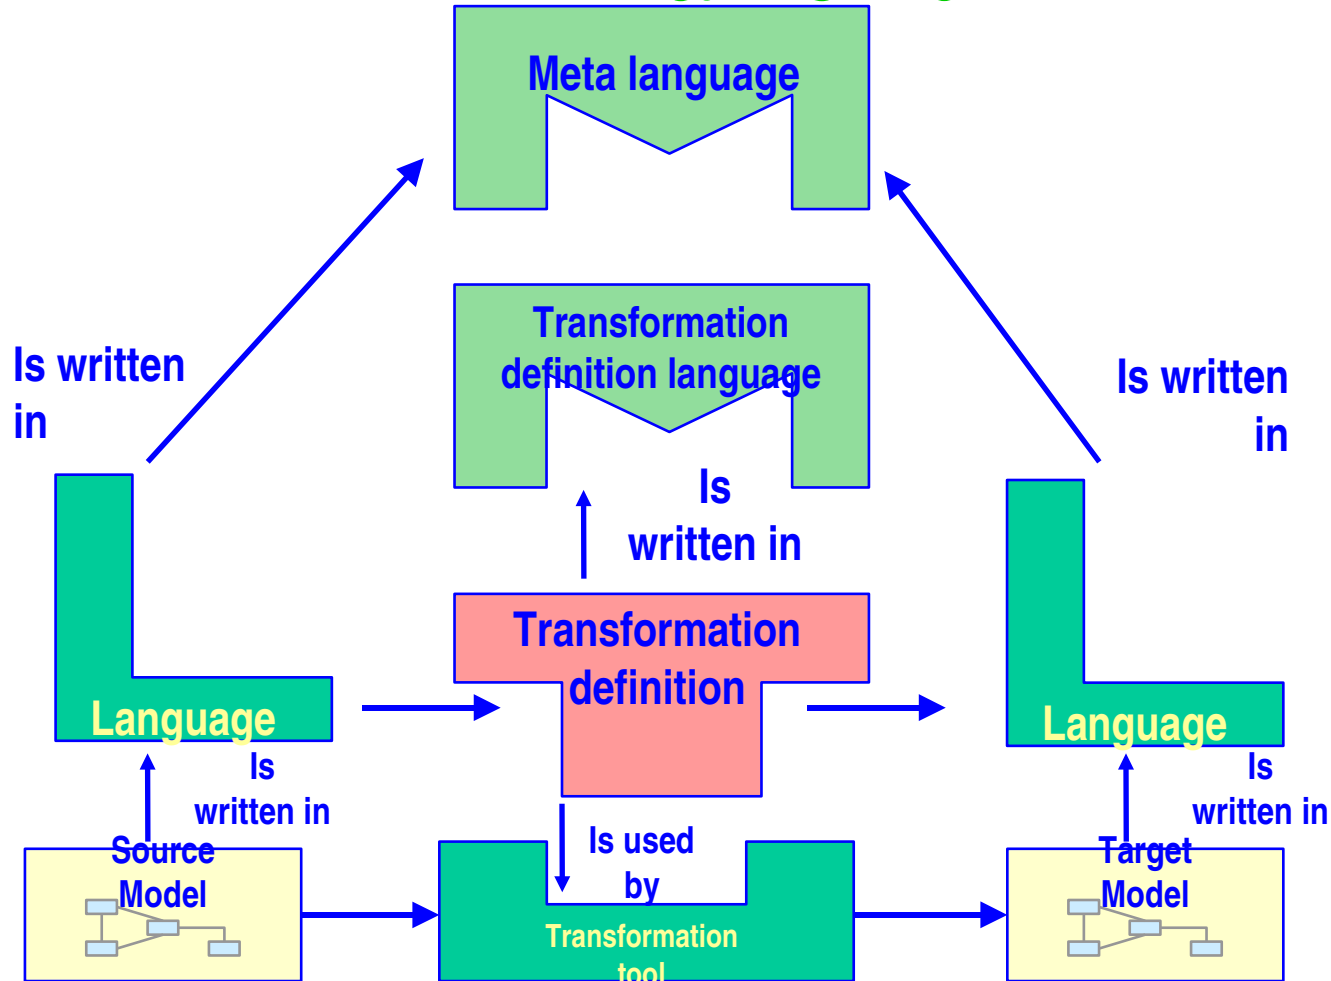 Meta language
Transformation
definition language
Is written
in
Is written
in
Is
written in
Transformation
definition
Language
Language
Is
written in
Is
written in
Source
Model
Is used
by
Target
Model
Transformation
tool